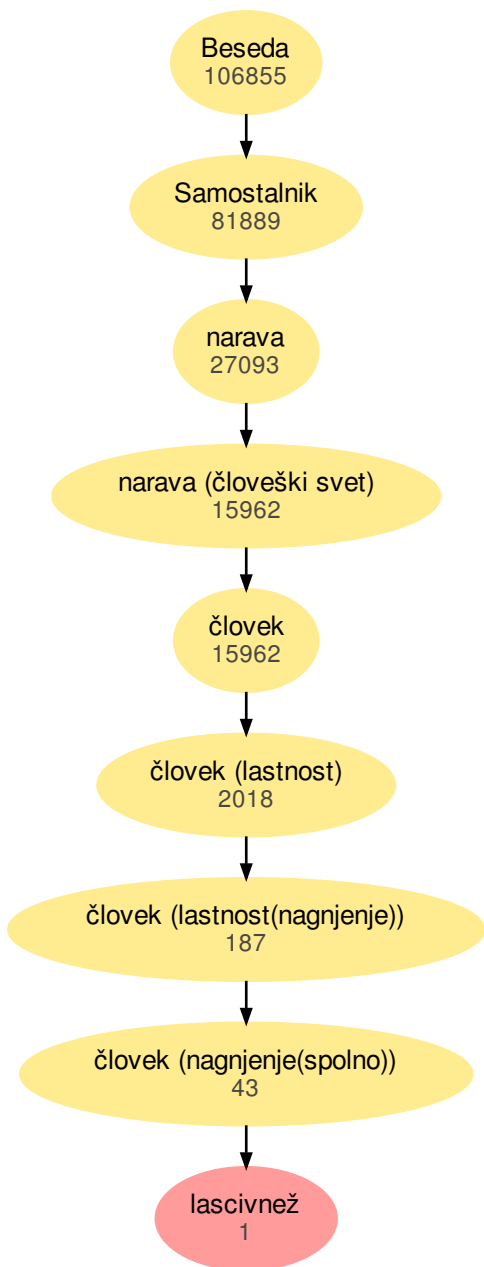 Beseda
106855
Samostalnik
81889
narava
27093
narava (človeški svet)
15962
človek
15962
človek (lastnost)
2018
človek (lastnost(nagnjenje))
187
človek (nagnjenje(spolno))
43
lascivnež
1